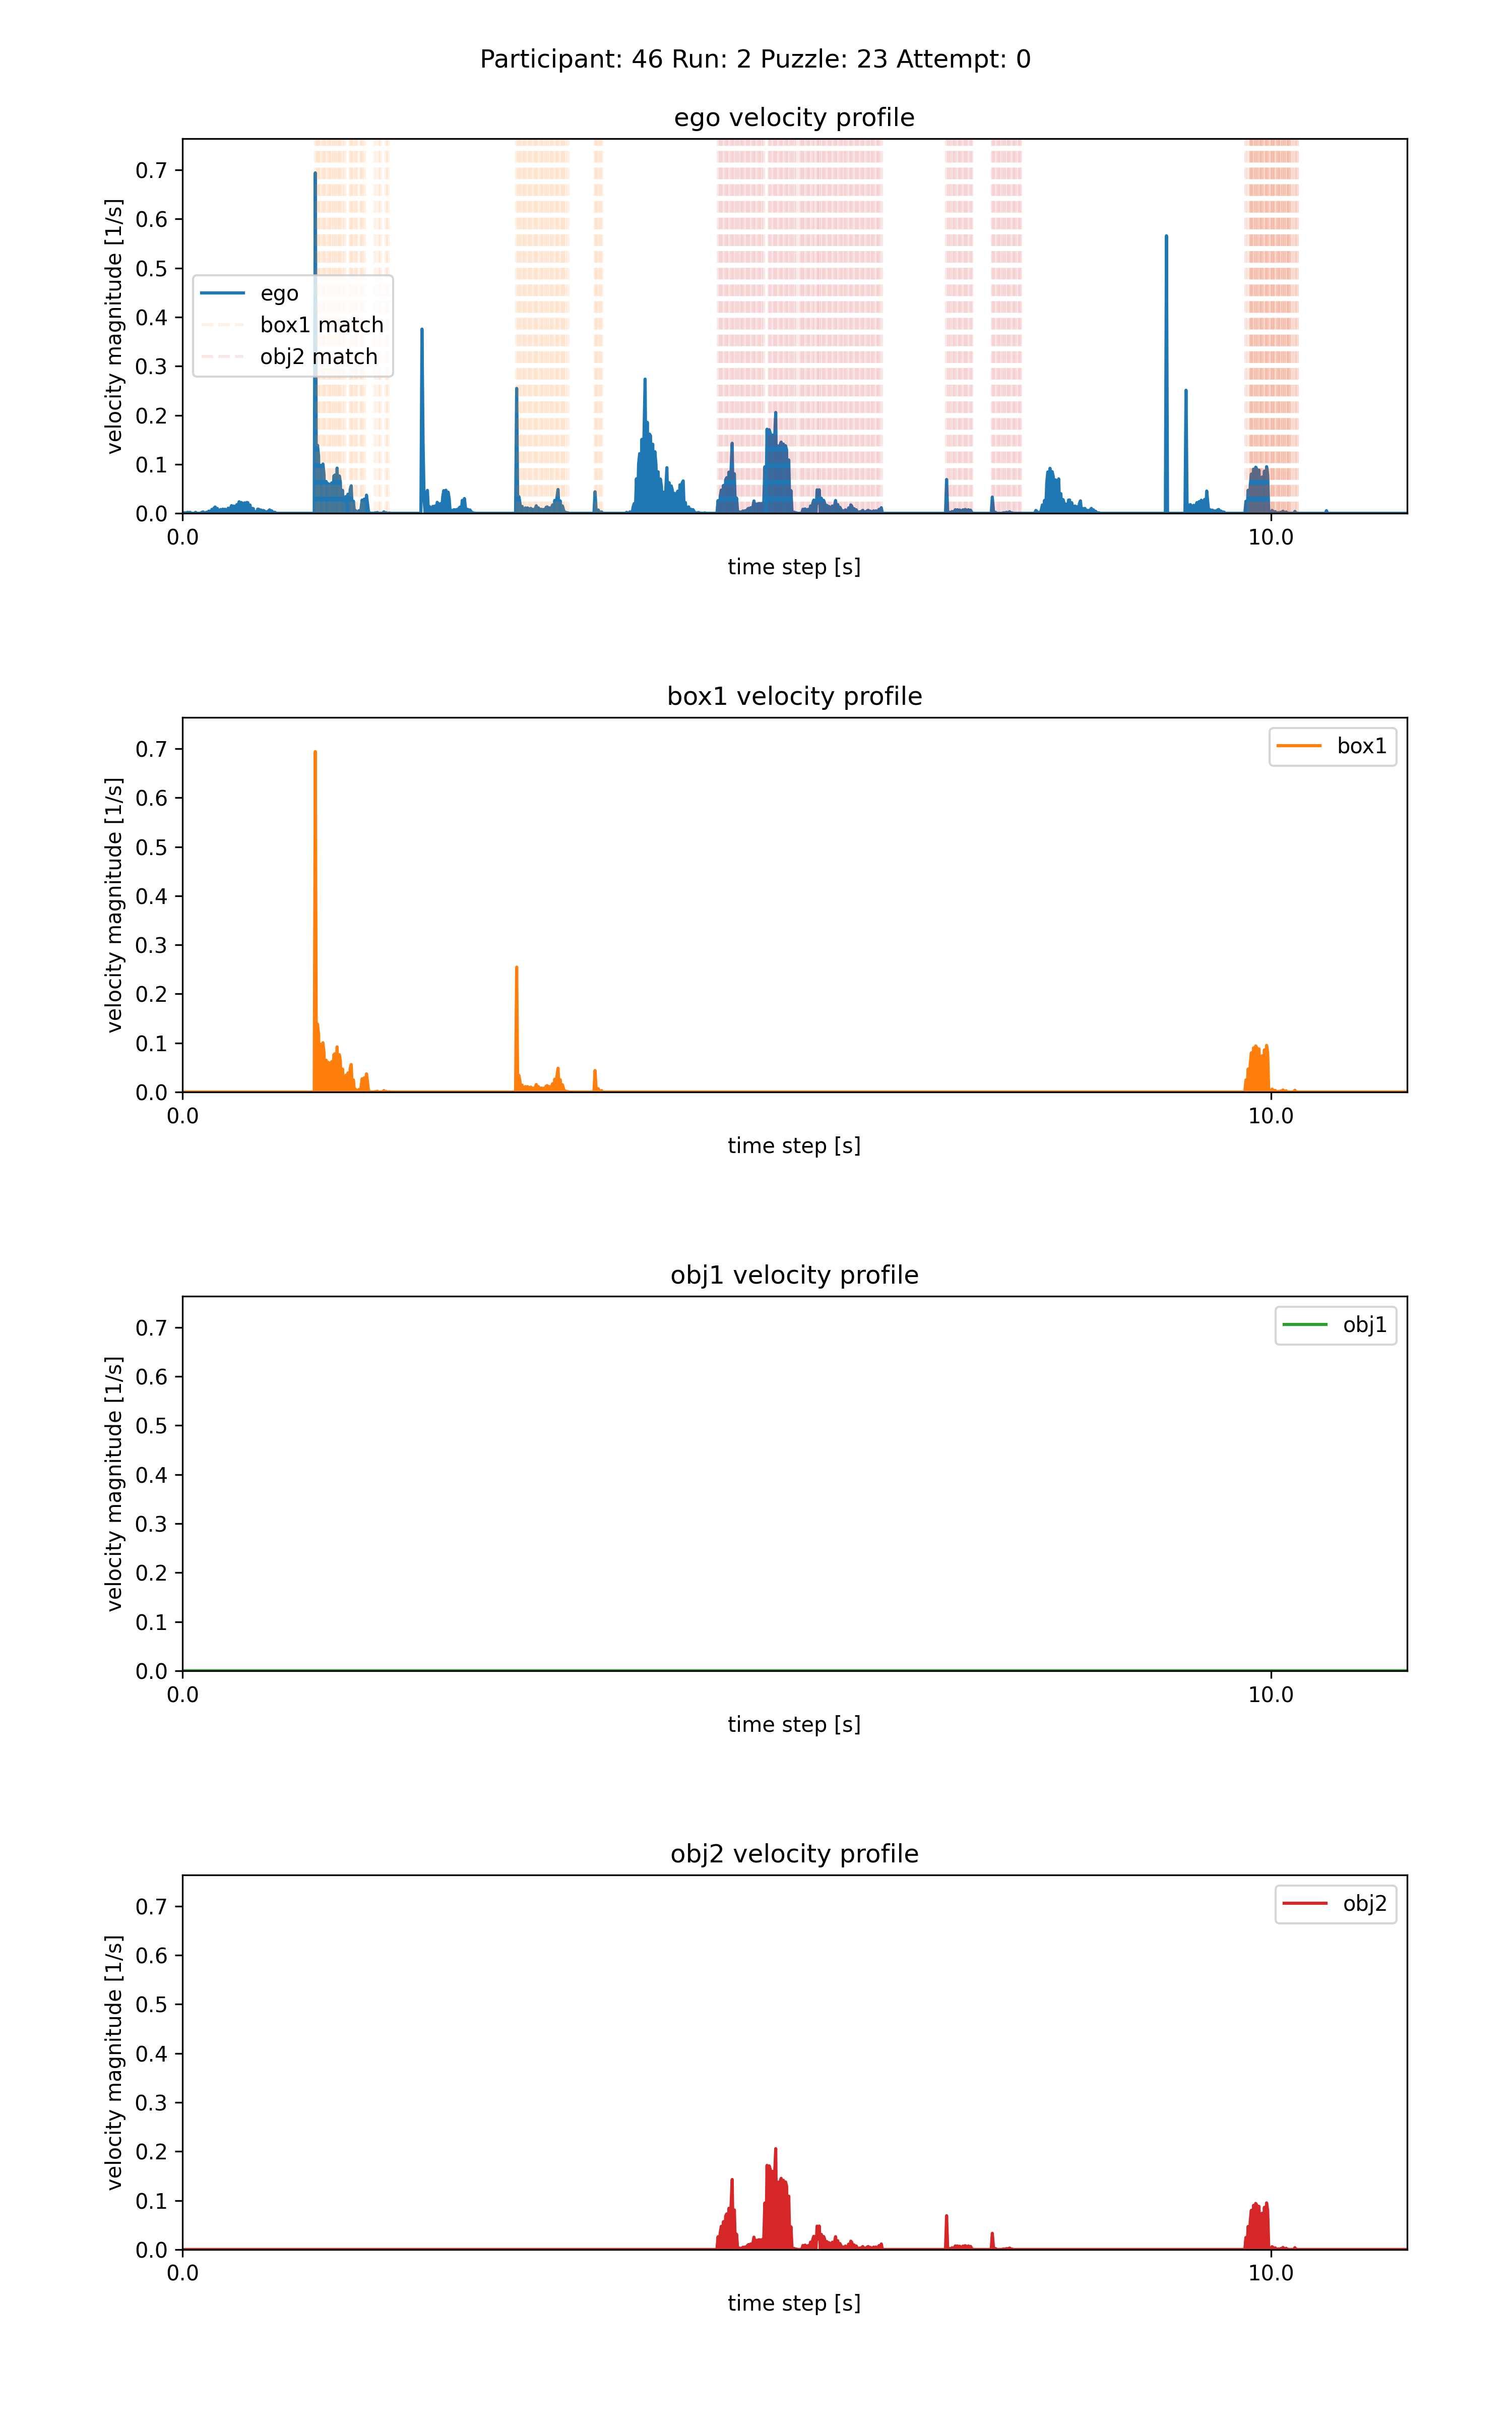 Participant: 46 Run: 2 Puzzle: 23 Attempt: 0
ego velocity profile
velocity magnitude [1/s]
0.7
0.6
0.5
0.4
0.3
0.2
0.1
0.0
ego
box1 match
obj2 match
0.0 10.0
time step [s]
box1 velocity profile
velocity magnitude [1/s]
0.7
0.6
0.5
0.4
0.3
0.2
0.1
0.0
box1
0.0 10.0
time step [s]
obj1 velocity profile
velocity magnitude [1/s]
0.7
0.6
0.5
0.4
0.3
0.2
0.1
0.0
obj1
0.0 10.0
time step [s]
obj2 velocity profile
velocity magnitude [1/s]
0.7
0.6
0.5
0.4
0.3
0.2
0.1
0.0
obj2
0.0 10.0
time step [s]